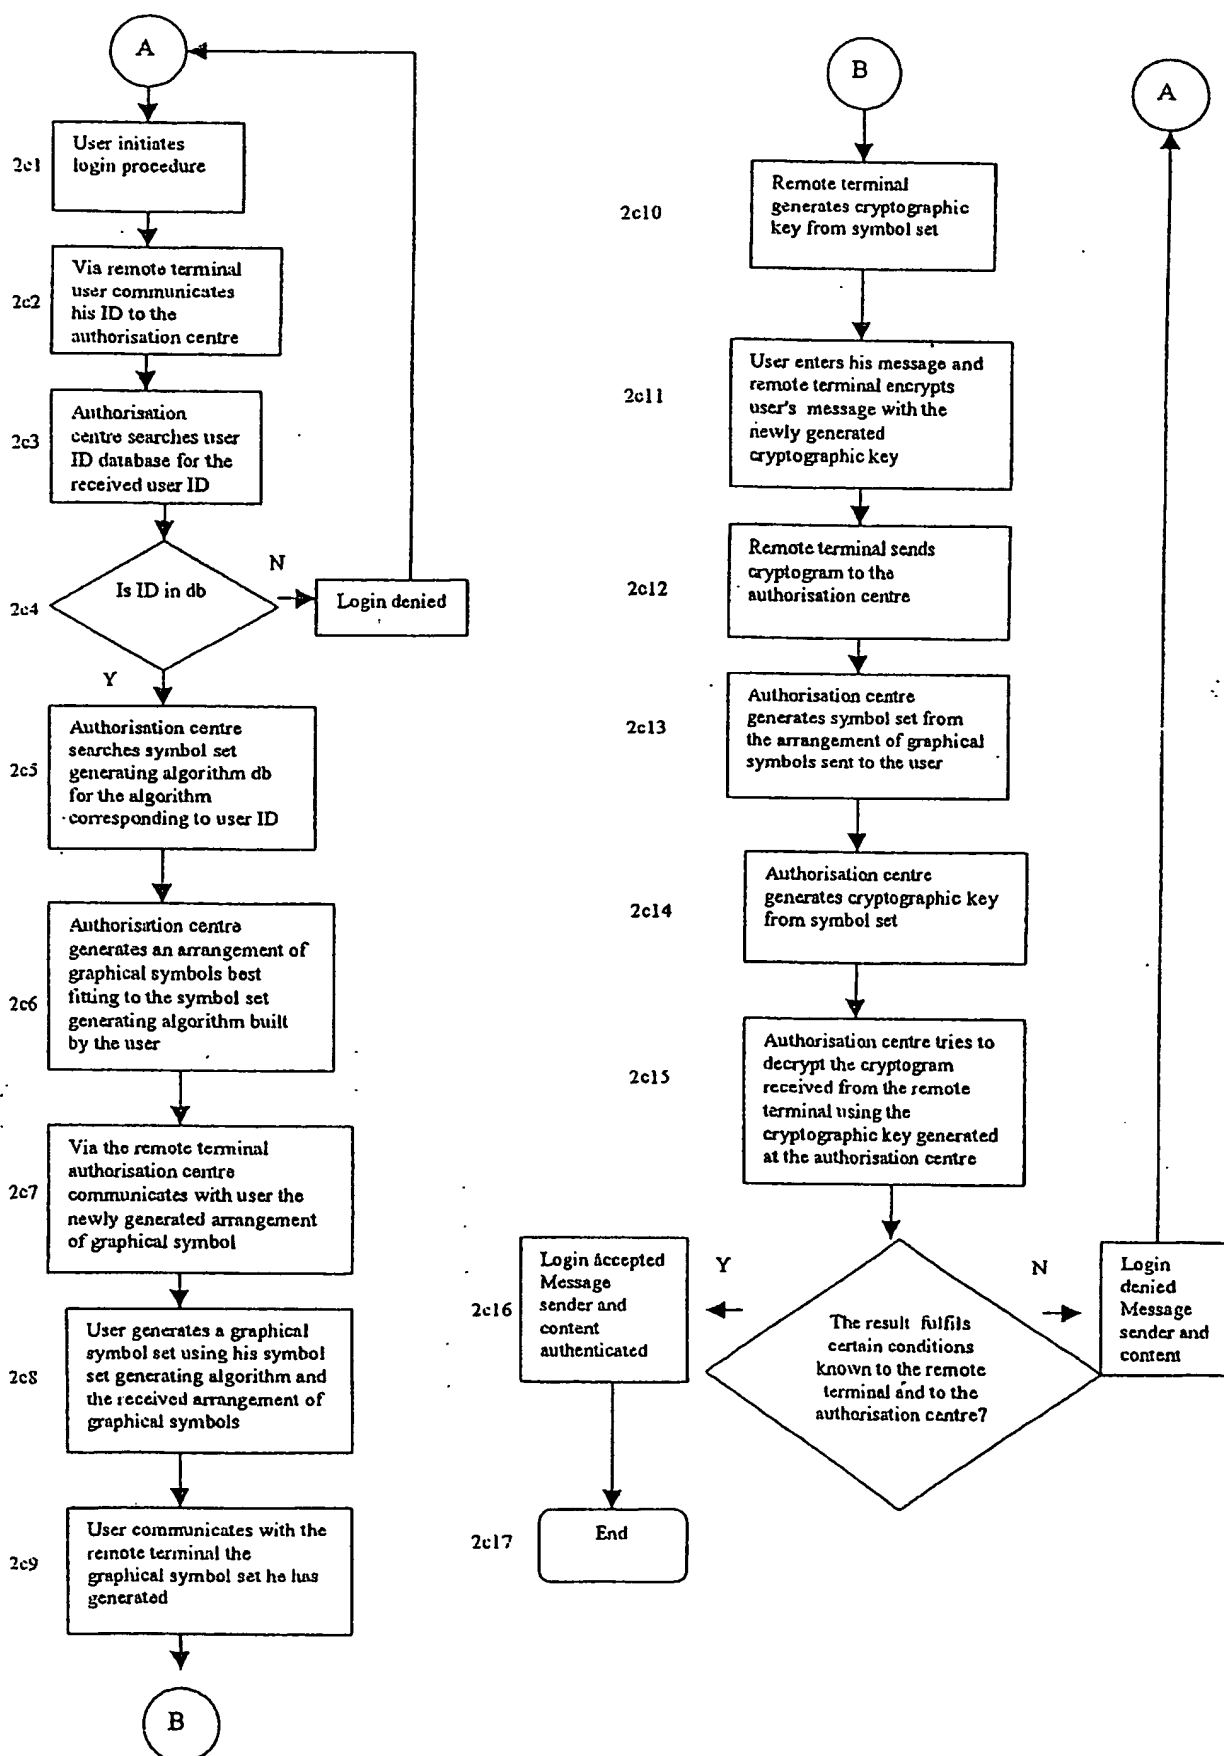 A
2c1
User initiates
login procedure
2c2
Via remote terminal
user communicates
his ID to the
authorisation centre
2c3
Authorisation
centre searches user
ID database for the
received user ID
2c4
Is ID in db
N
Login denied
Y
2c5
Authorisation centre
searches symbol set
generating algorithm db
for the algorithm
corresponding to user ID
2c6
Authorisation centre
generates an arrangement of
graphical symbols best
fitting to the symbol set
generating algorithm built
by the user
2c7
Via the remote terminal
authorisation centre
communicates with user the
newly generated arrangement
of graphical symbol
2c8
User generates a graphical
symbol set using his symbol
set generating algorithm and
the received arrangement of
graphical symbols
2c9
User communicates with the
remote terminal the
graphical symbol set he has
generated
B
B
2c10
Remote terminal
generates cryptographic
key from symbol set
2c11
User enters his message and
remote terminal encrypts
user's message with the
newly generated
cryptographic key
2c12
Remote terminal sends
cryptogram to the
authorisation centre
2c13
Authorisation centre
generates symbol set from
the arrangement of graphical
symbols sent to the user
2c14
Authorisation centre
generates cryptographic key
from symbol set
2c15
Authorisation centre tries to
decrypt the cryptogram
received from the remote
terminal using the
cryptographic key generated
at the authorisation centre
The result fulfils
certain conditions
known to the remote
terminal and to the
authorisation centre?
Y
2c16
Login accepted
Message
sender and
content
authenticated
2c17
End
N
Login
denied
Message
sender and
content
A